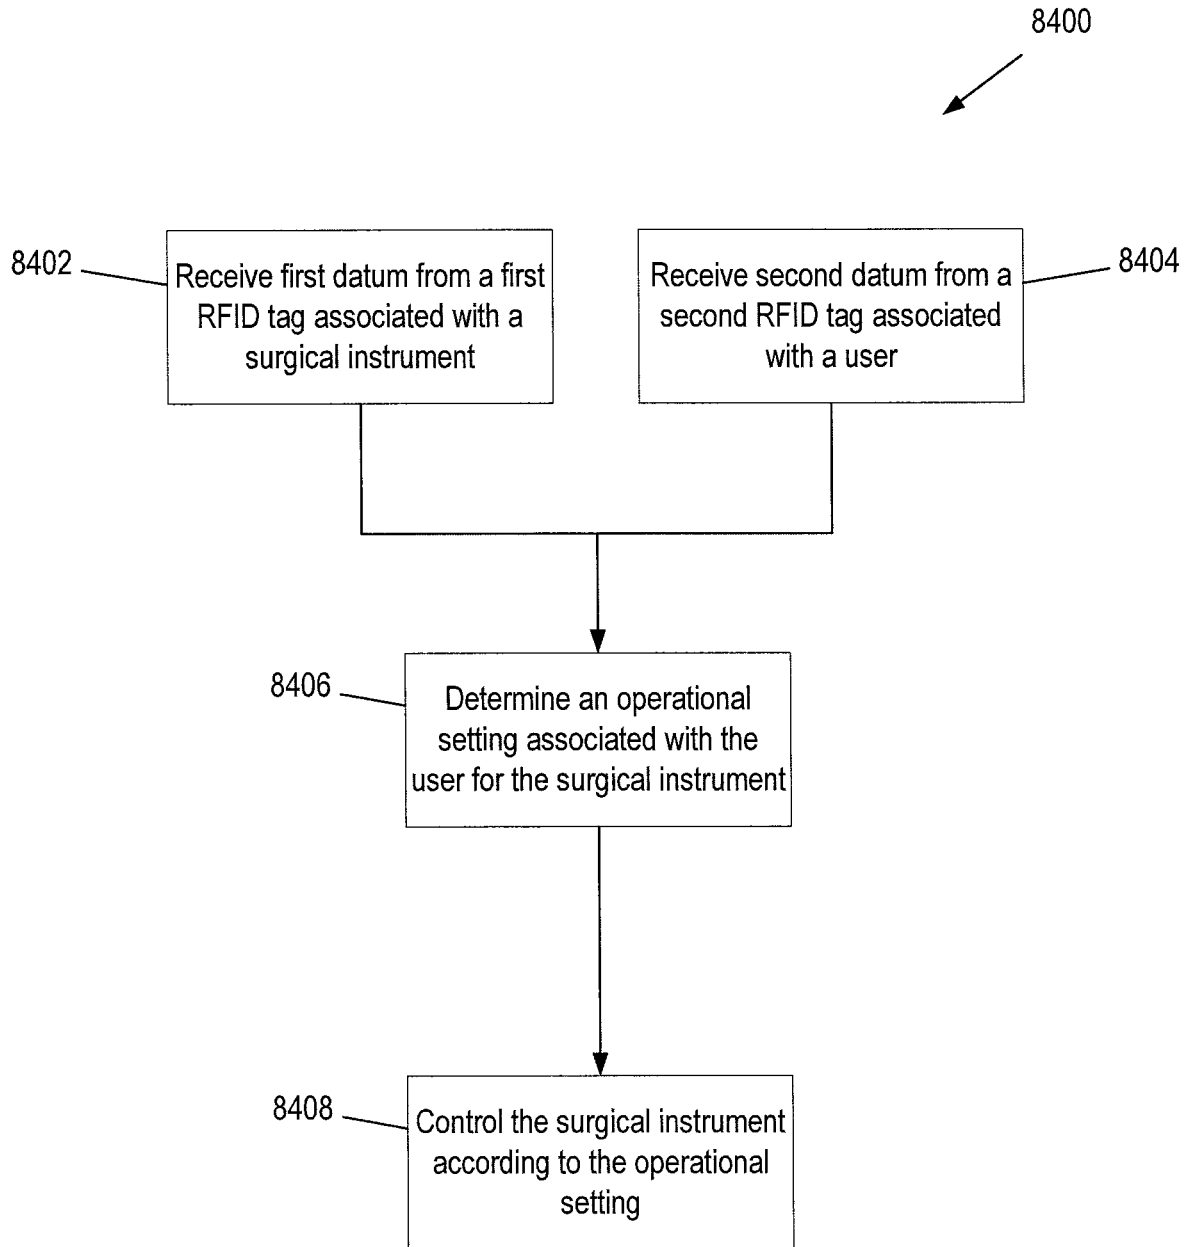 8400
8402
Receive first datum from a first
RFID tag associated with a
surgical instrument
Receive second datum from a
second RFID tag associated
with a user
8404
8406
Determine an operational
setting associated with the
user for the surgical instrument
8408
Control the surgical instrument
according to the operational
setting